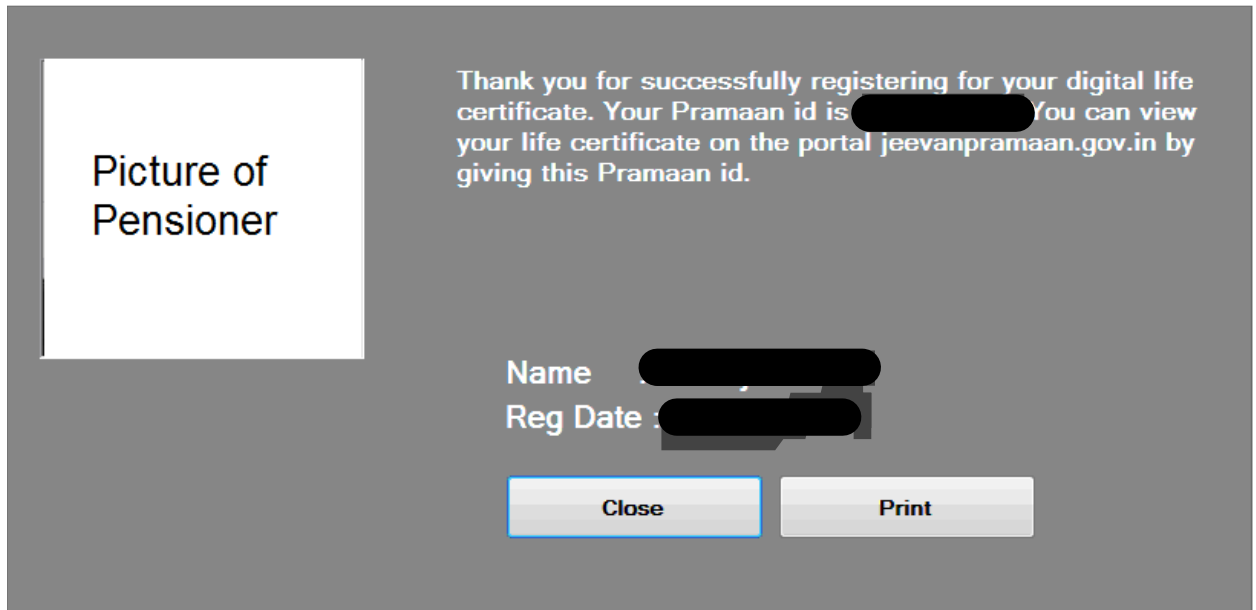 Picture of
Pensioner
Thank you for successfully registering for your digital life
certificate. Your Pramaan id is You can view
your life certificate on the portal jeevanpramaan.gov.in by
giving this Pramaan id.
Name :
Reg Date :
Close
Print